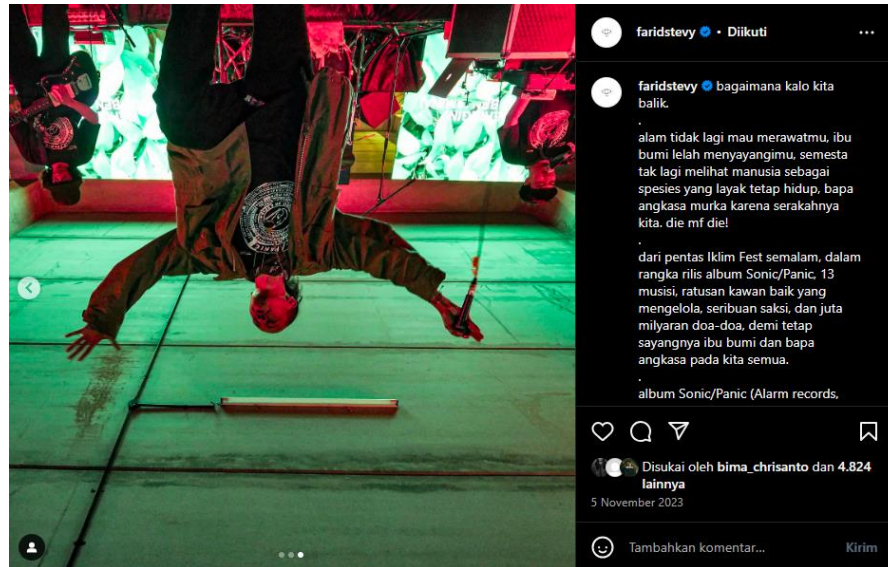 faridstevy • Diikuti
faridstevy bagaimana kalo kita
balik.
.
alam tidak lagi mau merawatmu, ibu
bumi lelah menyayangimu, semesta
tak lagi melihat manusia sebagai
spesies yang layak tetap hidup, bapa
angkasa murka karena serakahnya
kita. die mf die!
.
dari pentas Iklim Fest semalam, dalam
rangka rilis album Sonic/Panic, 13
musisi, ratusan kawan baik yang
mengelola, seribuan saksi, dan juta
milyaran doa-doa, demi tetap
sayangnya ibu bumi dan bapa
angkasa pada kita semua.
.
album Sonic/Panic (Alarm records,
Disukai oleh bima_chrisanto dan 4.824
lainnya
5 November 2023
Tambahkan komentar... Kirim